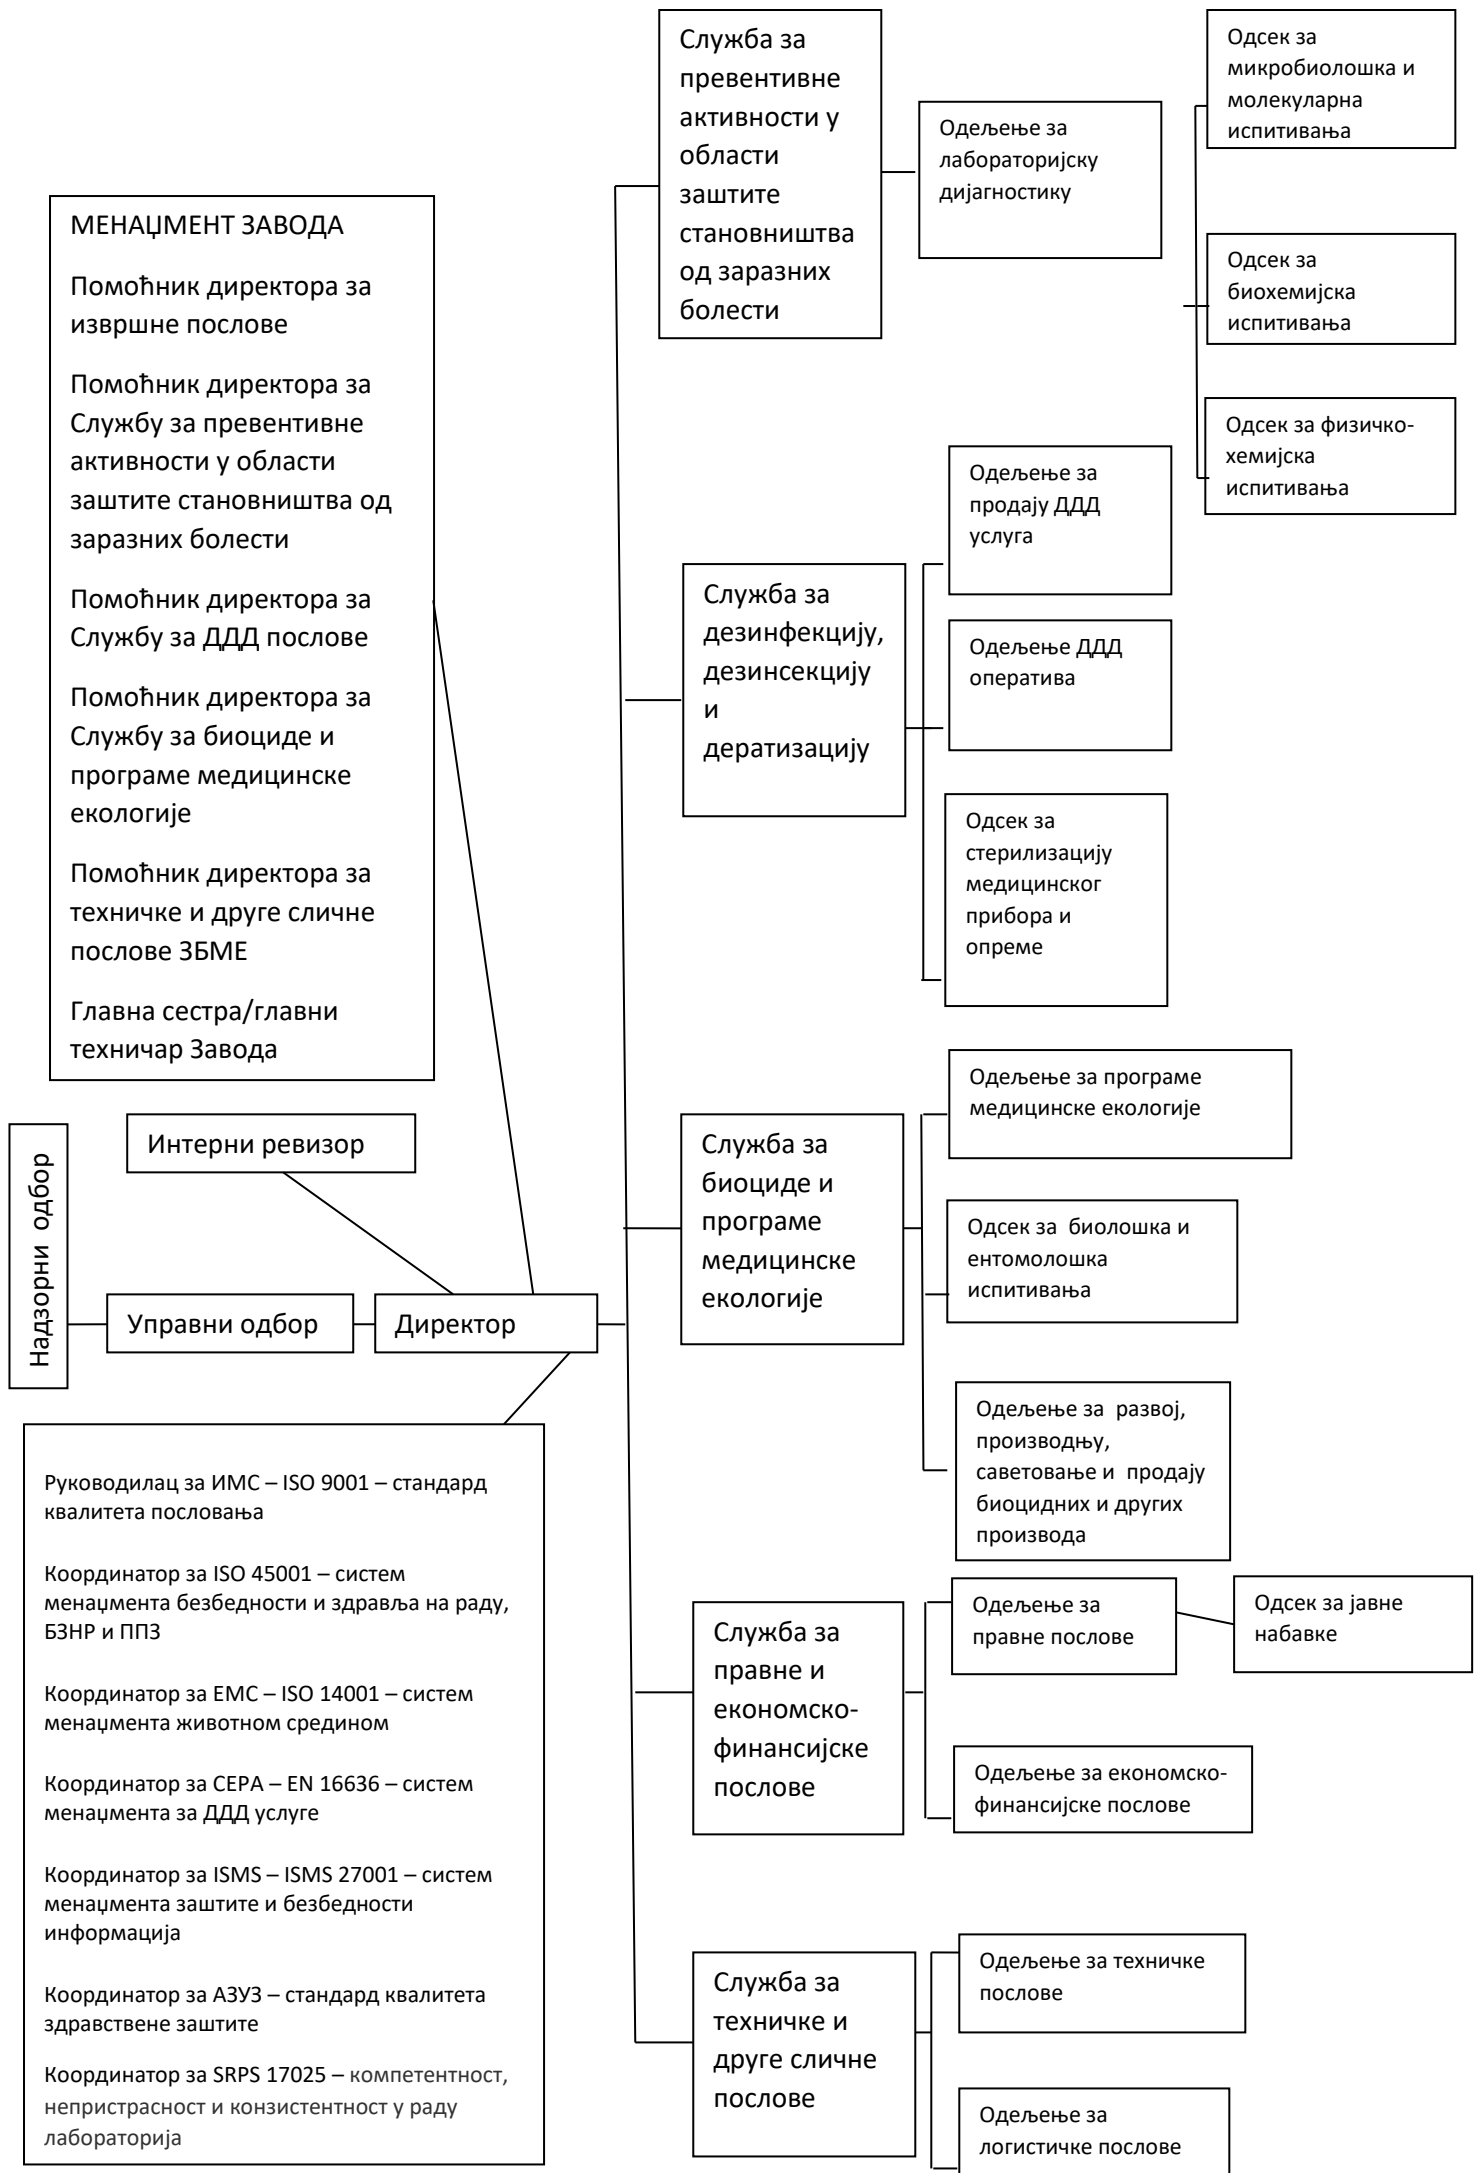 МЕНАЏМЕНТ ЗАВОДА
Помоћник директора за
извршне послове
Помоћник директора за
Службу за превентивне
активности у области
заштите становништва од
заразних болести
Помоћник директора за
Службу за ДДД послове
Помоћник директора за
Службу за биоциде и
програме медицинске
екологије
Помоћник директора за
техничке и друге сличне
послове ЗБМЕ
Главна сестра/главни
техничар Завода
Интерни ревизор
Надзорни одбор
Управни одбор
Директор
Руководилац за ИМС – ISO 9001 – стандард
квалитета пословања
Координатор за ISO 45001 – систем
менаџмента безбедности и здравља на раду,
БЗНР и ППЗ
Координатор за ЕМС – ISO 14001 – систем
менаџмента животном средином
Координатор за CEPA – EN 16636 – систем
менаџмента за ДДД услуге
Координатор за ISMS – ISMS 27001 – систем
менаџмента заштите и безбедности
информација
Координатор за АЗУЗ – стандард квалитета
здравствене заштите
Координатор за SRPS 17025 – компетентност,
непристрасност и конзистентност у раду
лабораторија
Служба за
превентивне
активности у
области
заштите
становништва
од заразних
болести
Одељење за
лабораторијску
дијагностику
Одсек за
микробиолошка и
молекуларна
испитивања
Одсек за
биохемијска
испитивања
Одсек за физичко-
хемијска
испитивања
Служба за
дезинфекцију,
дезинсекцију
и
дератизацију
Одељење за
продају ДДД
услуга
Одељење ДДД
оператива
Одсек за
стерилизацију
медицинског
прибора и
опреме
Служба за
биоциде и
програме
медицинске
екологије
Одељење за програме
медицинске екологије
Одсек за биолошка и
ентомолошка
испитивања
Одељење за развој,
производњу,
саветовање и продају
биоцидних и других
производа
Служба за
правне и
економско-
финансијске
послове
Одељење за
правне послове
Одсек за јавне
набавке
Одељење за економско-
финансијске послове
Служба за
техничке и
друге сличне
послове
Одељење за техничке
послове
Одељење за
логистичке послове